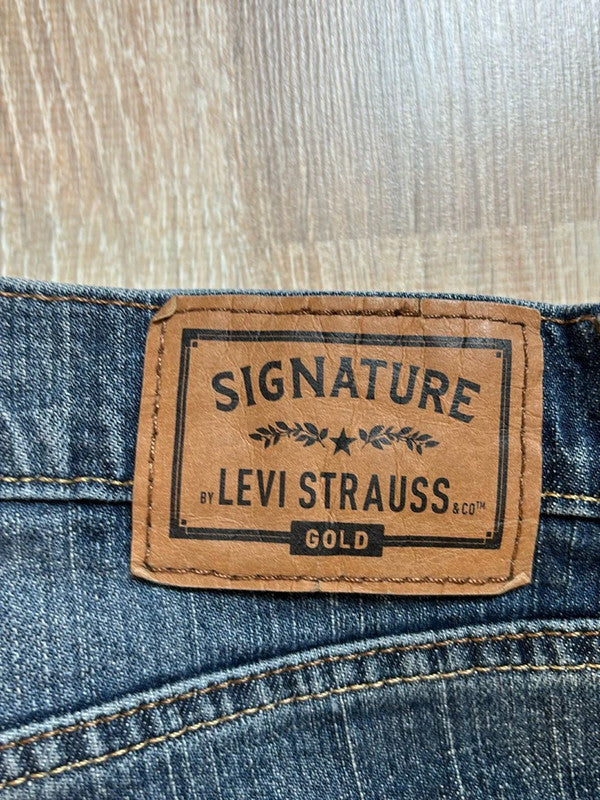 SIGNATURE
BY LEVI STRAUSS & CO™
GOLD